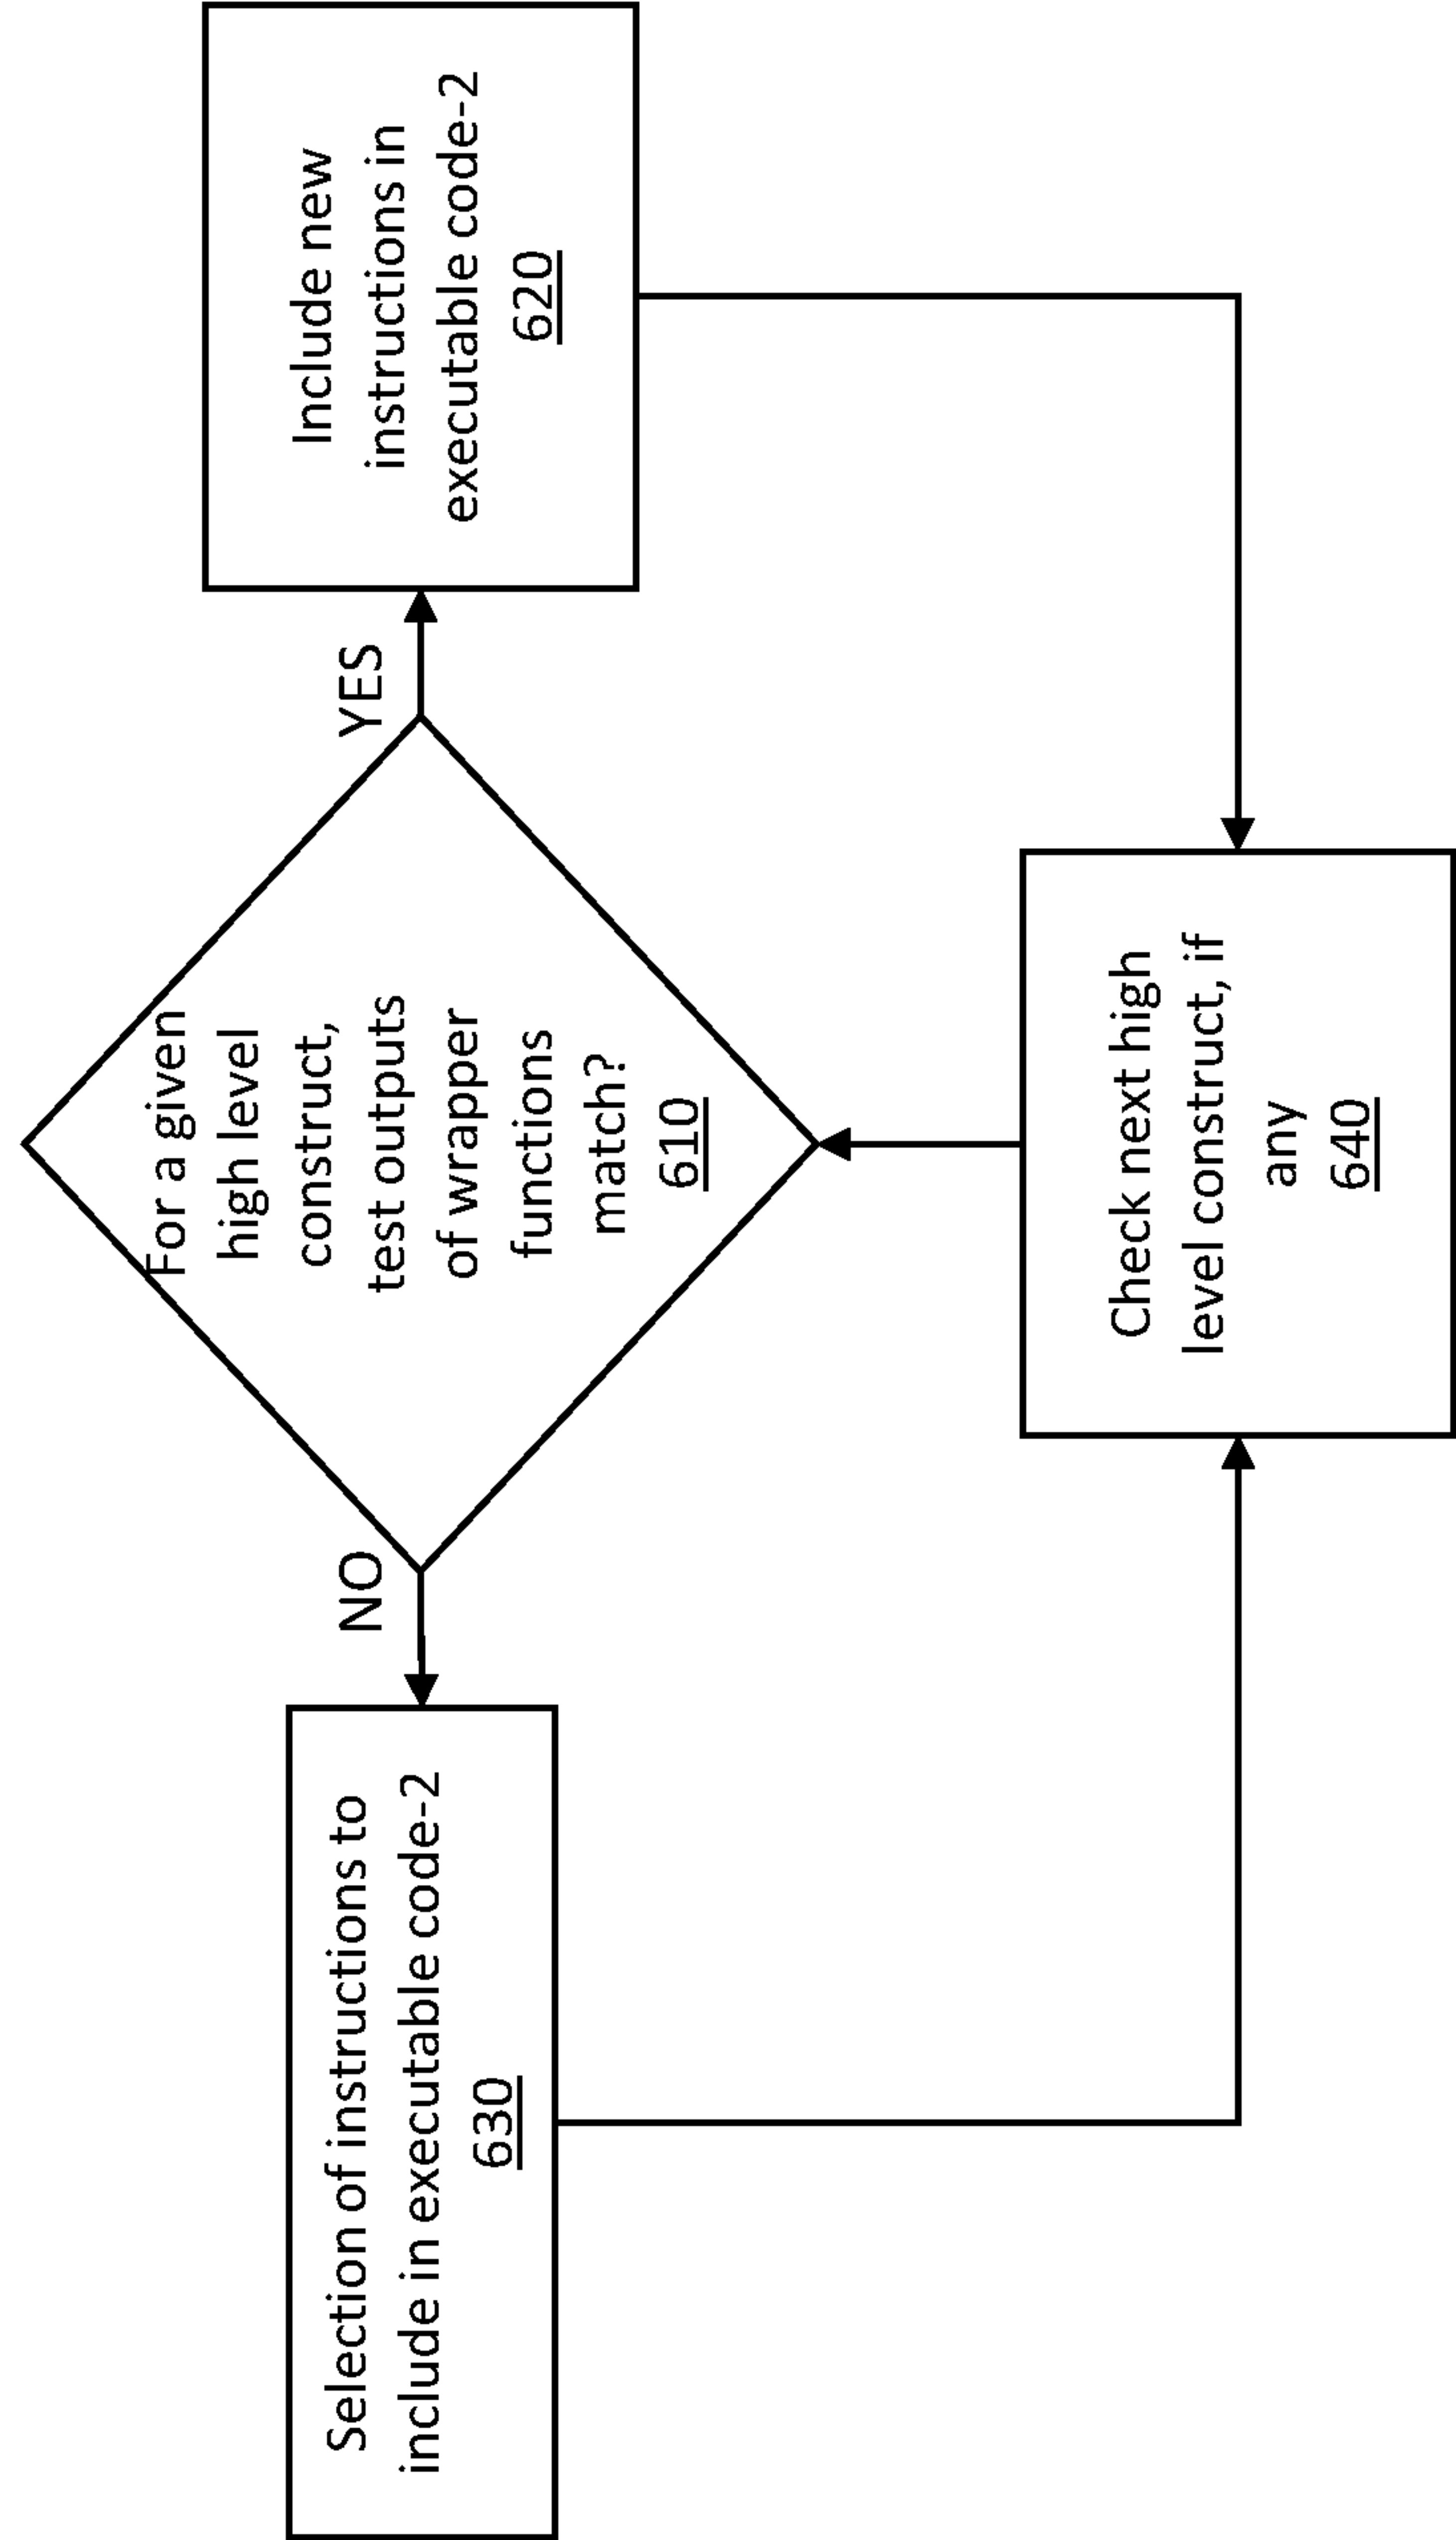 For a given
high level
construct,
test outputs
of wrapper
functions
match?
610
NO
YES
Selection of instructions to
include in executable code-2
630
Include new
instructions in
executable code-2
620
Check next high
level construct, if
any
640